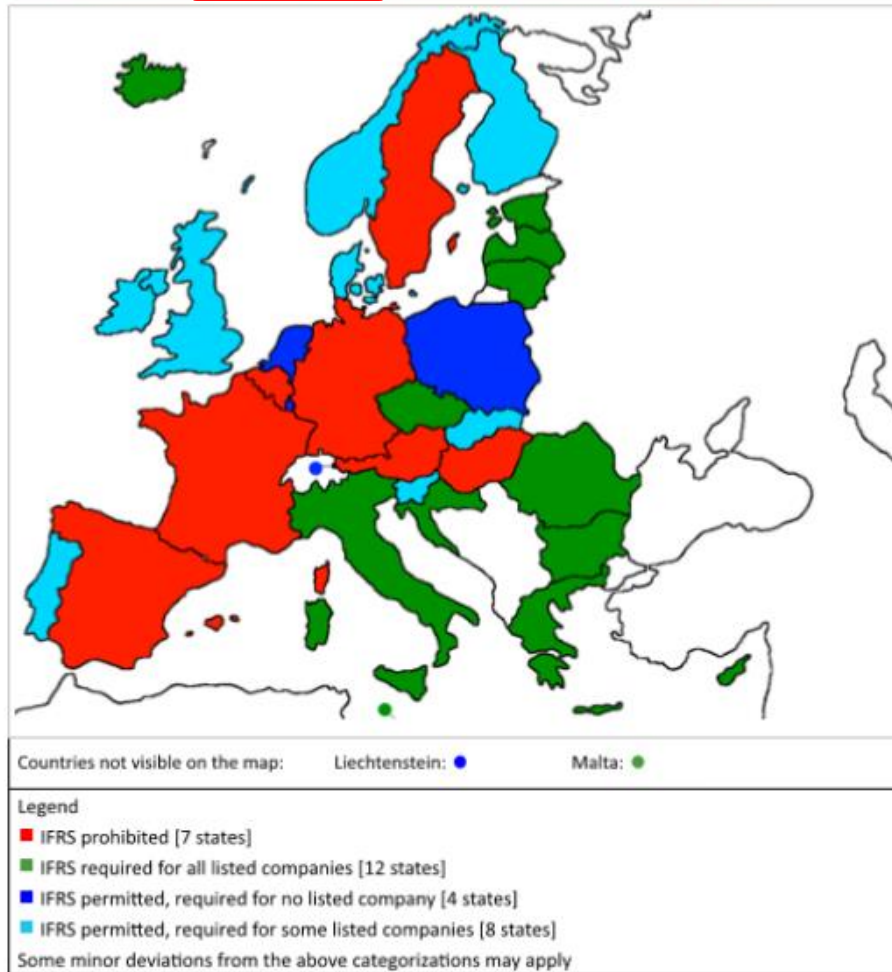 Countries not visible on the map: Liechtenstein: Malta:
Legend
IFRS prohibited [7 states]
IFRS required for all listed companies [12 states]
IFRS permitted, required for no listed company [4 states]
IFRS permitted, required for some listed companies [8 states]
Some minor deviations from the above categorizations may apply